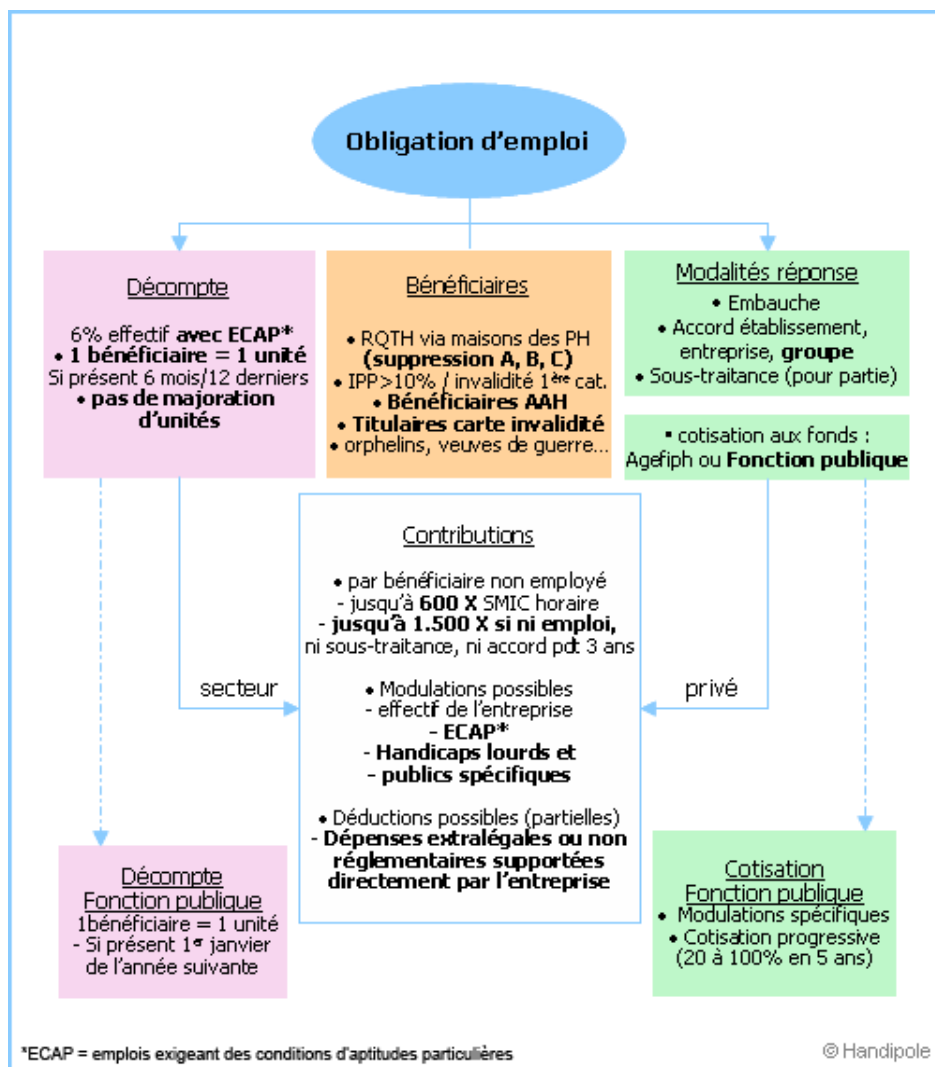 Obligation d'emploi
Décompte
6% effectif avec ECAP*
• 1 bénéficiaire = 1 unité
Si présent 6 mois/12 derniers
• pas de majoration
d'unités
Bénéficiaires
• RQTH via maisons des PH
(suppression A, B, C)
• IPP>10% / invalidité 1ère cat.
• Bénéficiaires AAH
• Titulaires carte invalidité
• orphelins, veuves de guerre...
Modalités réponse
• Embauche
• Accord établissement,
entreprise, groupe
• Sous-traitance (pour partie)
▪ cotisation aux fonds :
Agefiph ou Fonction publique
Contributions
• par bénéficiaire non employé
- jusqu'à 600 X SMIC horaire
- jusqu'à 1.500 X si ni emploi,
ni sous-traitance, ni accord pdt 3 ans
• Modulations possibles
- effectif de l'entreprise
- ECAP*
- Handicaps lourds et
- publics spécifiques
• Déductions possibles (partielles)
- Dépenses extralégales ou non
réglementaires supportées
directement par l'entreprise
secteur
privé
Décompte
Fonction publique
1bénéficiaire = 1 unité
- Si présent 1er janvier
de l'année suivante
Cotisation
Fonction publique
• Modulations spécifiques
• Cotisation progressive
(20 à 100% en 5 ans)
*ECAP = emplois exigeant des conditions d'aptitudes particulières
© Handipole